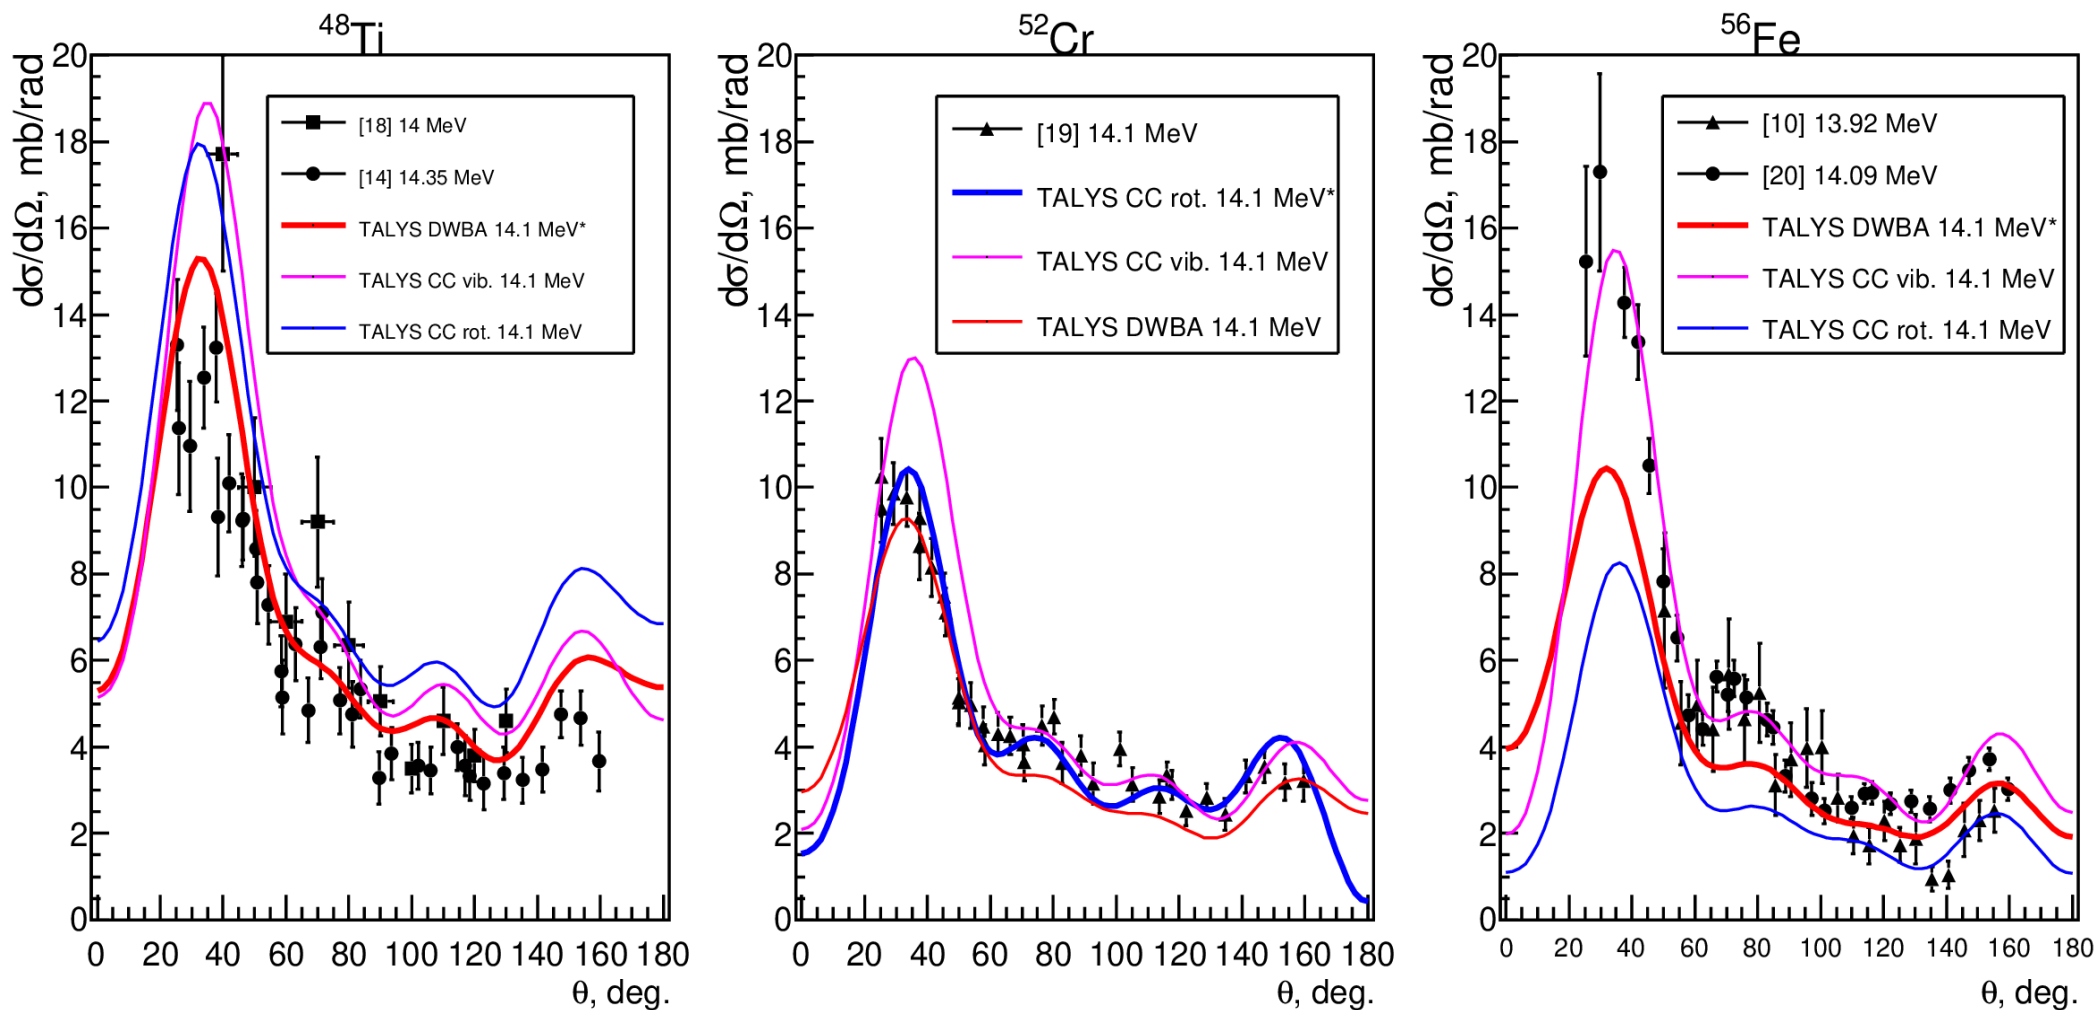 ⁴⁸Ti
dσ/dΩ, mb/rad
20
18
16
14
12
10
8
6
4
2
0
[18] 14 MeV
[14] 14.35 MeV
TALYS DWBA 14.1 MeV*
TALYS CC vib. 14.1 MeV
TALYS CC rot. 14.1 MeV
0 20 40 60 80 100 120 140 160 180
θ, deg.
⁵²Cr
dσ/dΩ, mb/rad
20
18
16
14
12
10
8
6
4
2
0
[19] 14.1 MeV
TALYS CC rot. 14.1 MeV*
TALYS CC vib. 14.1 MeV
TALYS DWBA 14.1 MeV
0 20 40 60 80 100 120 140 160 180
θ, deg.
⁵⁶Fe
dσ/dΩ, mb/rad
20
18
16
14
12
10
8
6
4
2
0
[10] 13.92 MeV
[20] 14.09 MeV
TALYS DWBA 14.1 MeV*
TALYS CC vib. 14.1 MeV
TALYS CC rot. 14.1 MeV
0 20 40 60 80 100 120 140 160 180
θ, deg.